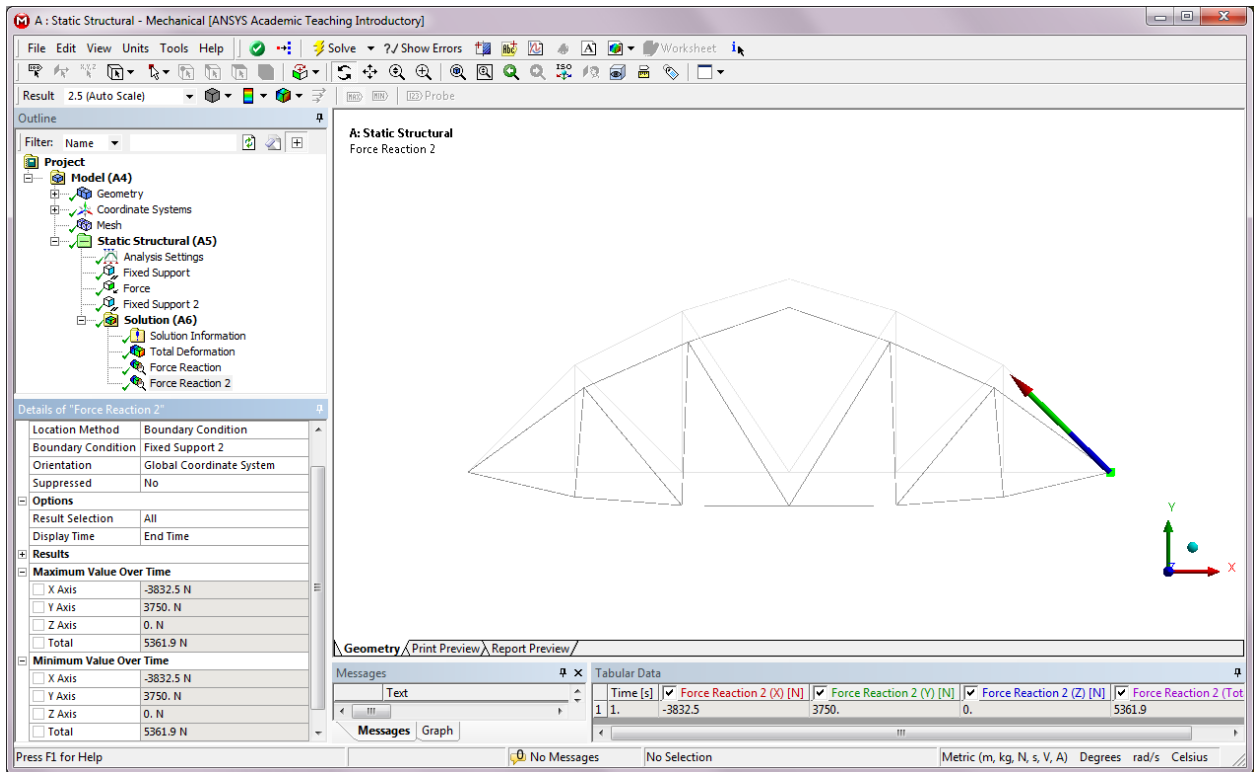 A : Static Structural - Mechanical [ANSYS Academic Teaching Introductory]
File Edit View Units Tools Help Solve ?/ Show Errors Worksheet
Result 2.5 (Auto Scale) MAX MIN 123 Probe
Outline
Filter: Name
Project
Model (A4)
Geometry
Coordinate Systems
Mesh
Static Structural (A5)
Analysis Settings
Fixed Support
Force
Fixed Support 2
Solution (A6)
Solution Information
Total Deformation
Force Reaction
Force Reaction 2
Details of "Force Reaction 2"
Location Method Boundary Condition
Boundary Condition Fixed Support 2
Orientation Global Coordinate System
Suppressed No
Options
Result Selection All
Display Time End Time
Results
Maximum Value Over Time
X Axis -3832.5 N
Y Axis 3750. N
Z Axis 0. N
Total 5361.9 N
Minimum Value Over Time
X Axis -3832.5 N
Y Axis 3750. N
Z Axis 0. N
Total 5361.9 N
A: Static Structural
Force Reaction 2
Y
Z
X
Geometry Print Preview Report Preview
Messages
Text
Messages Graph
Tabular Data
Time [s] Force Reaction 2 (X) [N] Force Reaction 2 (Y) [N] Force Reaction 2 (Z) [N] Force Reaction 2 (Tot
1 1. -3832.5 3750. 0. 5361.9
Press F1 for Help No Messages No Selection Metric (m, kg, N, s, V, A) Degrees rad/s Celsius